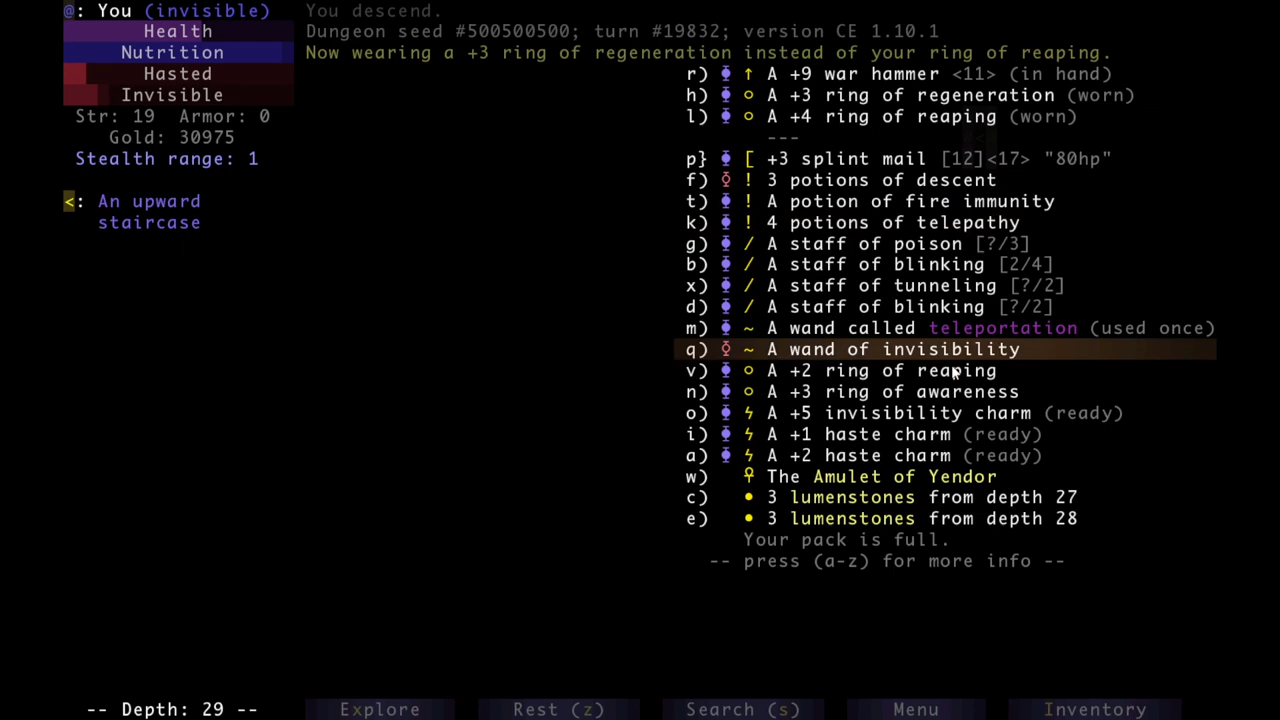 @: You (invisible)
Health
Nutrition
Hasted
Invisible
Str: 19 Armor: 0
Gold: 30975
Stealth range: 1
<: An upward
staircase
You descend.
Dungeon seed #500500500; turn #19832; version CE 1.10.1
Now wearing a +3 ring of regeneration instead of your ring of reaping.
r) ↑ A +9 war hammer <11> (in hand)
h) ○ A +3 ring of regeneration (worn)
l) ○ A +4 ring of reaping (worn)
---
p} [ +3 splint mail [12]<17> "80hp"
f) ! 3 potions of descent
t) ! A potion of fire immunity
k) ! 4 potions of telepathy
g) / A staff of poison [?/3]
b) / A staff of blinking [2/4]
x) / A staff of tunneling [?/2]
d) / A staff of blinking [?/2]
m) ~ A wand called teleportation (used once)
q) ~ A wand of invisibility
v) ○ A +2 ring of reaping
n) ○ A +3 ring of awareness
o) ϟ A +5 invisibility charm (ready)
i) ϟ A +1 haste charm (ready)
a) ϟ A +2 haste charm (ready)
w) ♀ The Amulet of Yendor
c) • 3 lumenstones from depth 27
e) • 3 lumenstones from depth 28
Your pack is full.
-- press (a-z) for more info --
-- Depth: 29 --
Explore
Rest (z)
Search (s)
Menu
Inventory